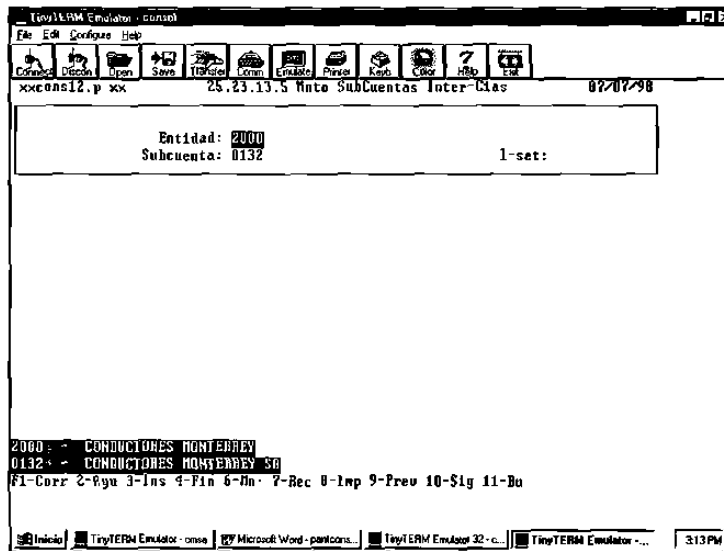 TinyTERM Emulator - consol
File Edit Configure Help
Connect Discon Open Save Transfer Comm Emulate Printer Keyb Color Help Exit
xxcons12.p xx 25.23.13.5 Mnto SubCuentas Inter-Cias 07/07/98
Entidad: 2000
Subcuenta: 0132 l-set:
2000 - CONDUCTORES MONTERREY
0132 - CONDUCTORES MONTERREY SA
F1-Corr 2-Ayu 3-Ins 4-Fin 6-Mn 7-Rec 8-Imp 9-Prev 10-Sig 11-Bu
Inicio TinyTERM Emulator - cmsa Microsoft Word - pantcons... TinyTERM Emulator 32 - c... TinyTERM Emulator -... 3:13 PM